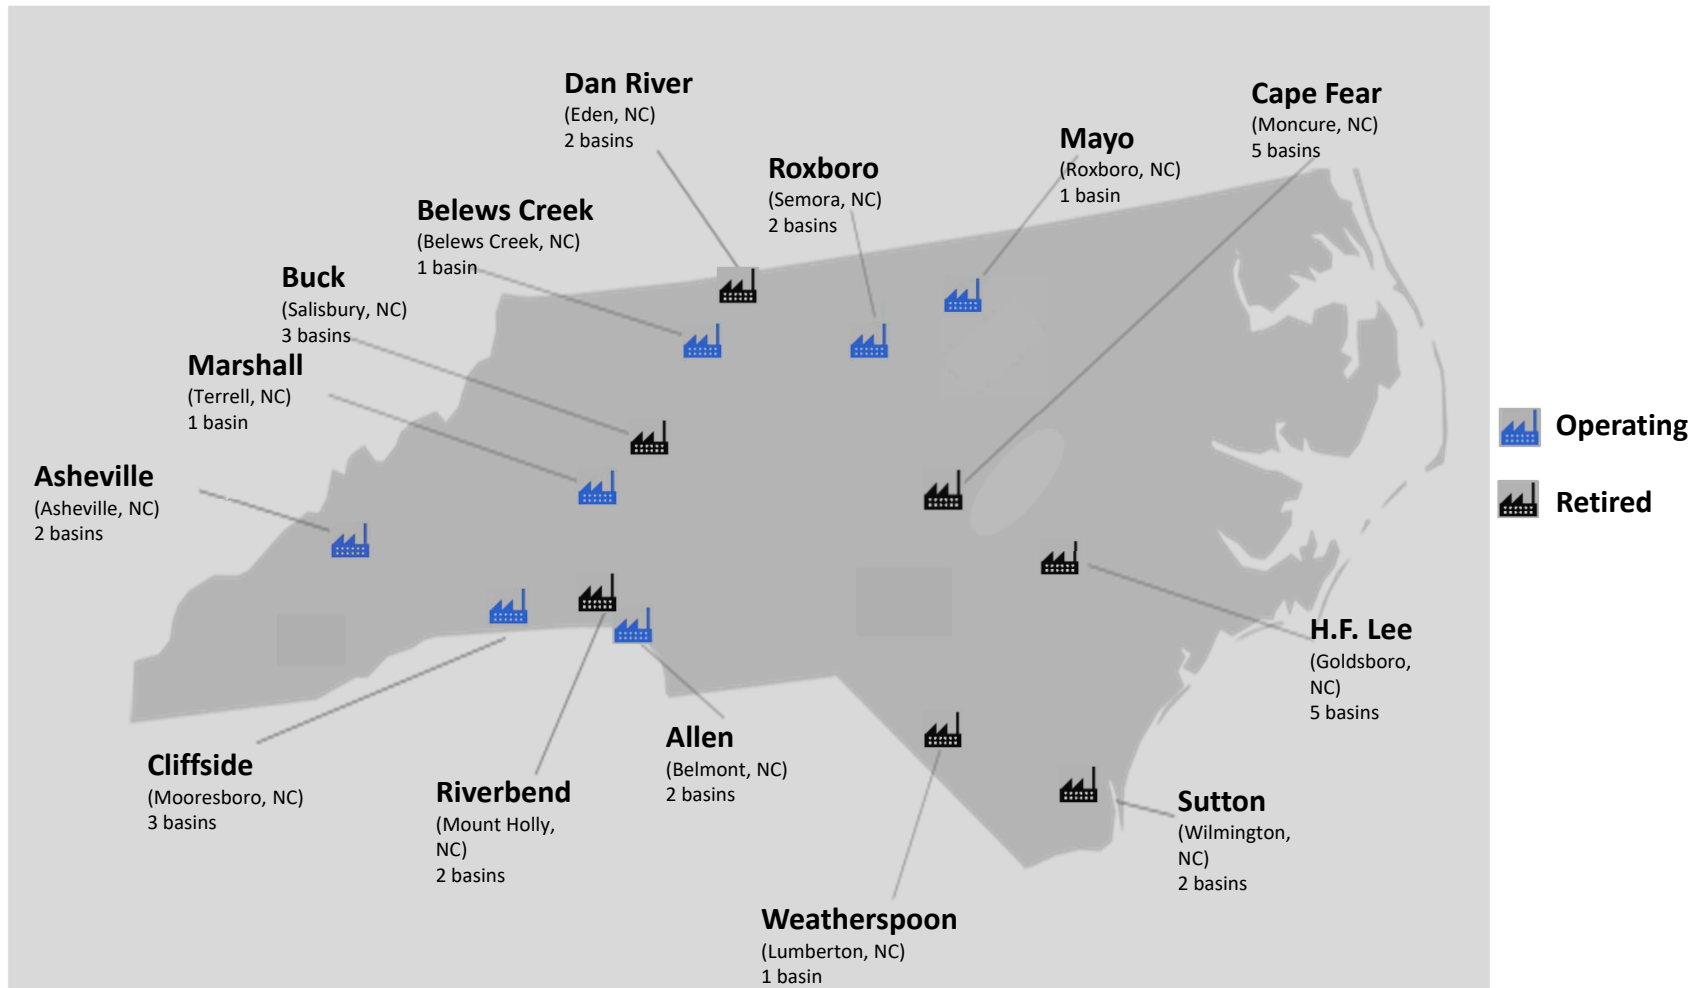 Dan River
(Eden, NC)
2 basins
Cape Fear
(Moncure, NC)
5 basins
Mayo
(Roxboro, NC)
1 basin
Roxboro
(Semora, NC)
2 basins
Belews Creek
(Belews Creek, NC)
1 basin
Buck
(Salisbury, NC)
3 basins
Marshall
(Terrell, NC)
1 basin
Asheville
(Asheville, NC)
2 basins
Operating
Retired
H.F. Lee
(Goldsboro,
NC)
5 basins
Cliffside
(Mooresboro, NC)
3 basins
Riverbend
(Mount Holly,
NC)
2 basins
Allen
(Belmont, NC)
2 basins
Sutton
(Wilmington,
NC)
2 basins
Weatherspoon
(Lumberton, NC)
1 basin